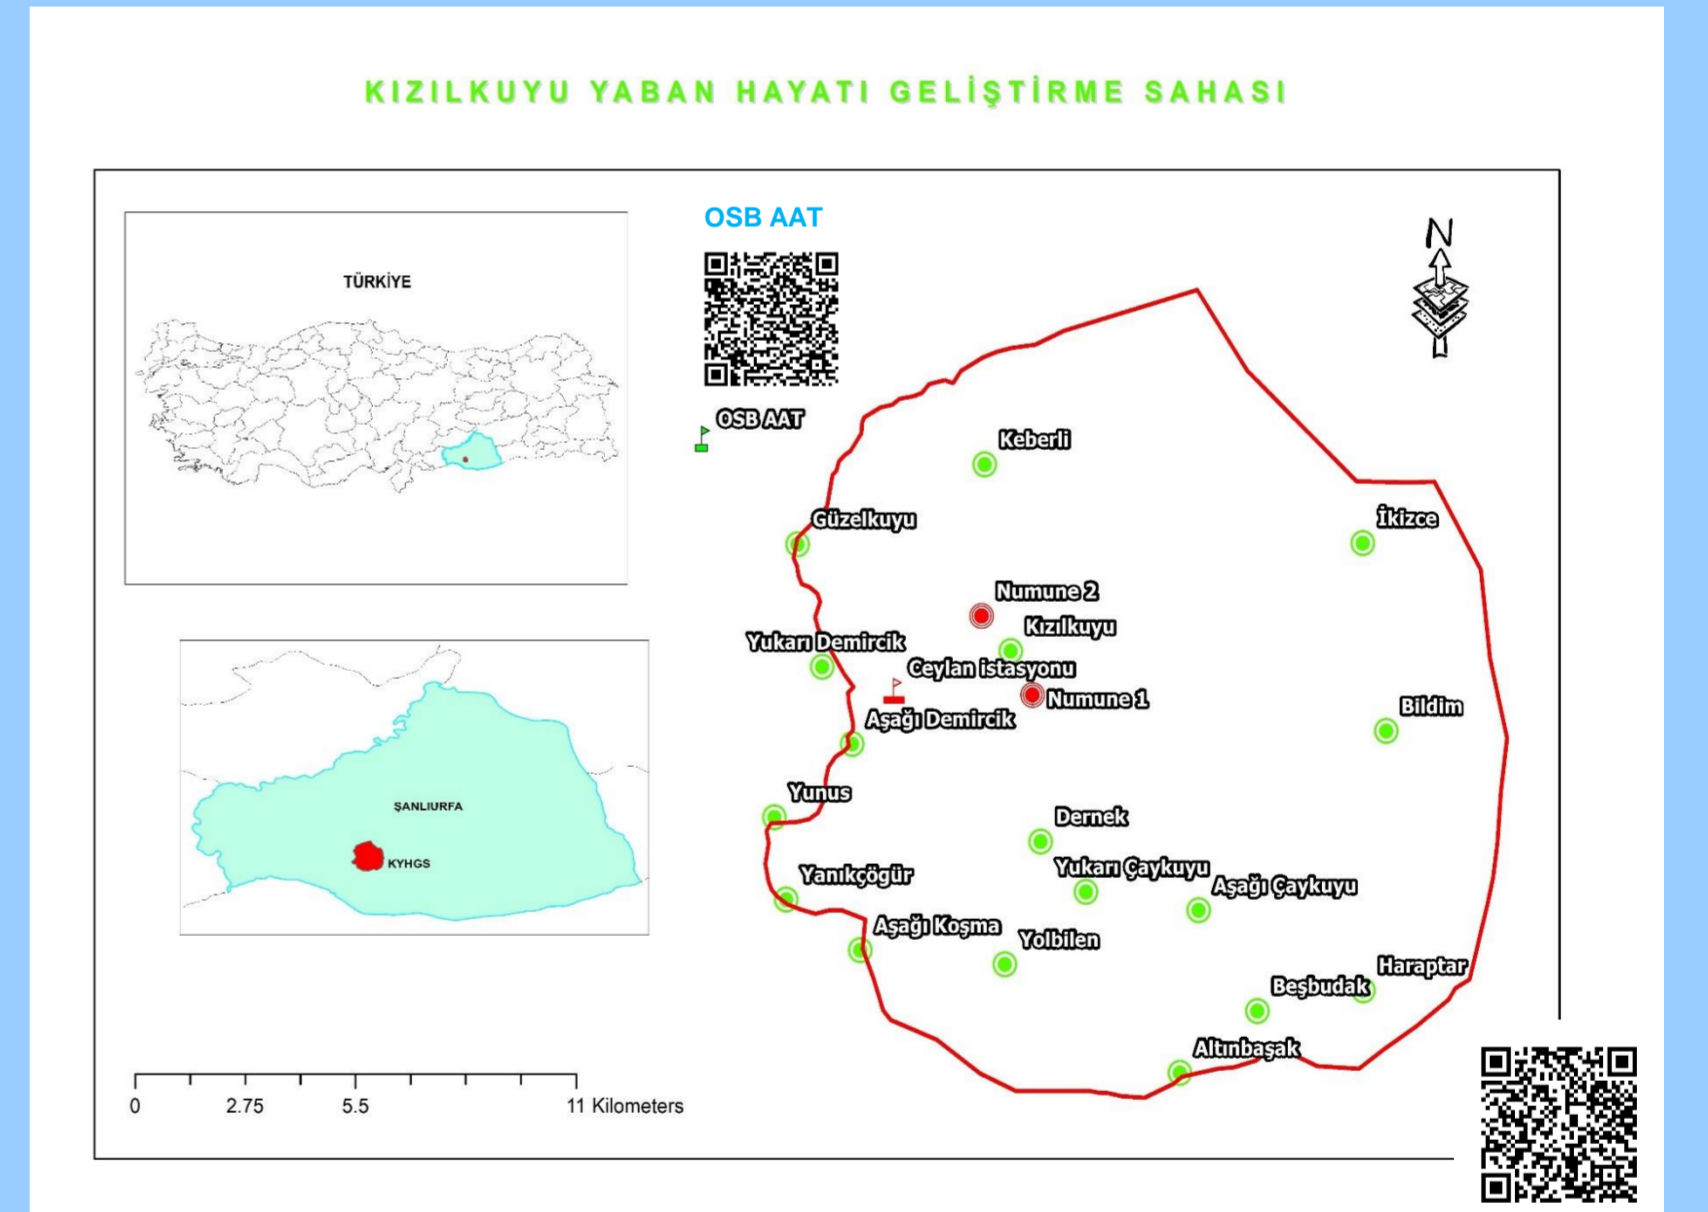 KIZILKUYU YABAN HAYATI GELİŞTİRME SAHASI
TÜRKİYE
OSB AAT
N
OSB AAT
Keberli
Güzelkuyu
İkizce
Numune 2
Kızılkuyu
Yukarı Demircik
Ceylan istasyonu
Numune 1
Aşağı Demircik
Bildim
Yunus
Dernek
Yukarı Çaykuyu
Aşağı Çaykuyu
Yanıkçögür
Aşağı Koşma
Yolbilen
Haraptar
Beşbudak
Altınbaşak
ŞANLIURFA
KYHGS
0 2.75 5.5 11 Kilometers